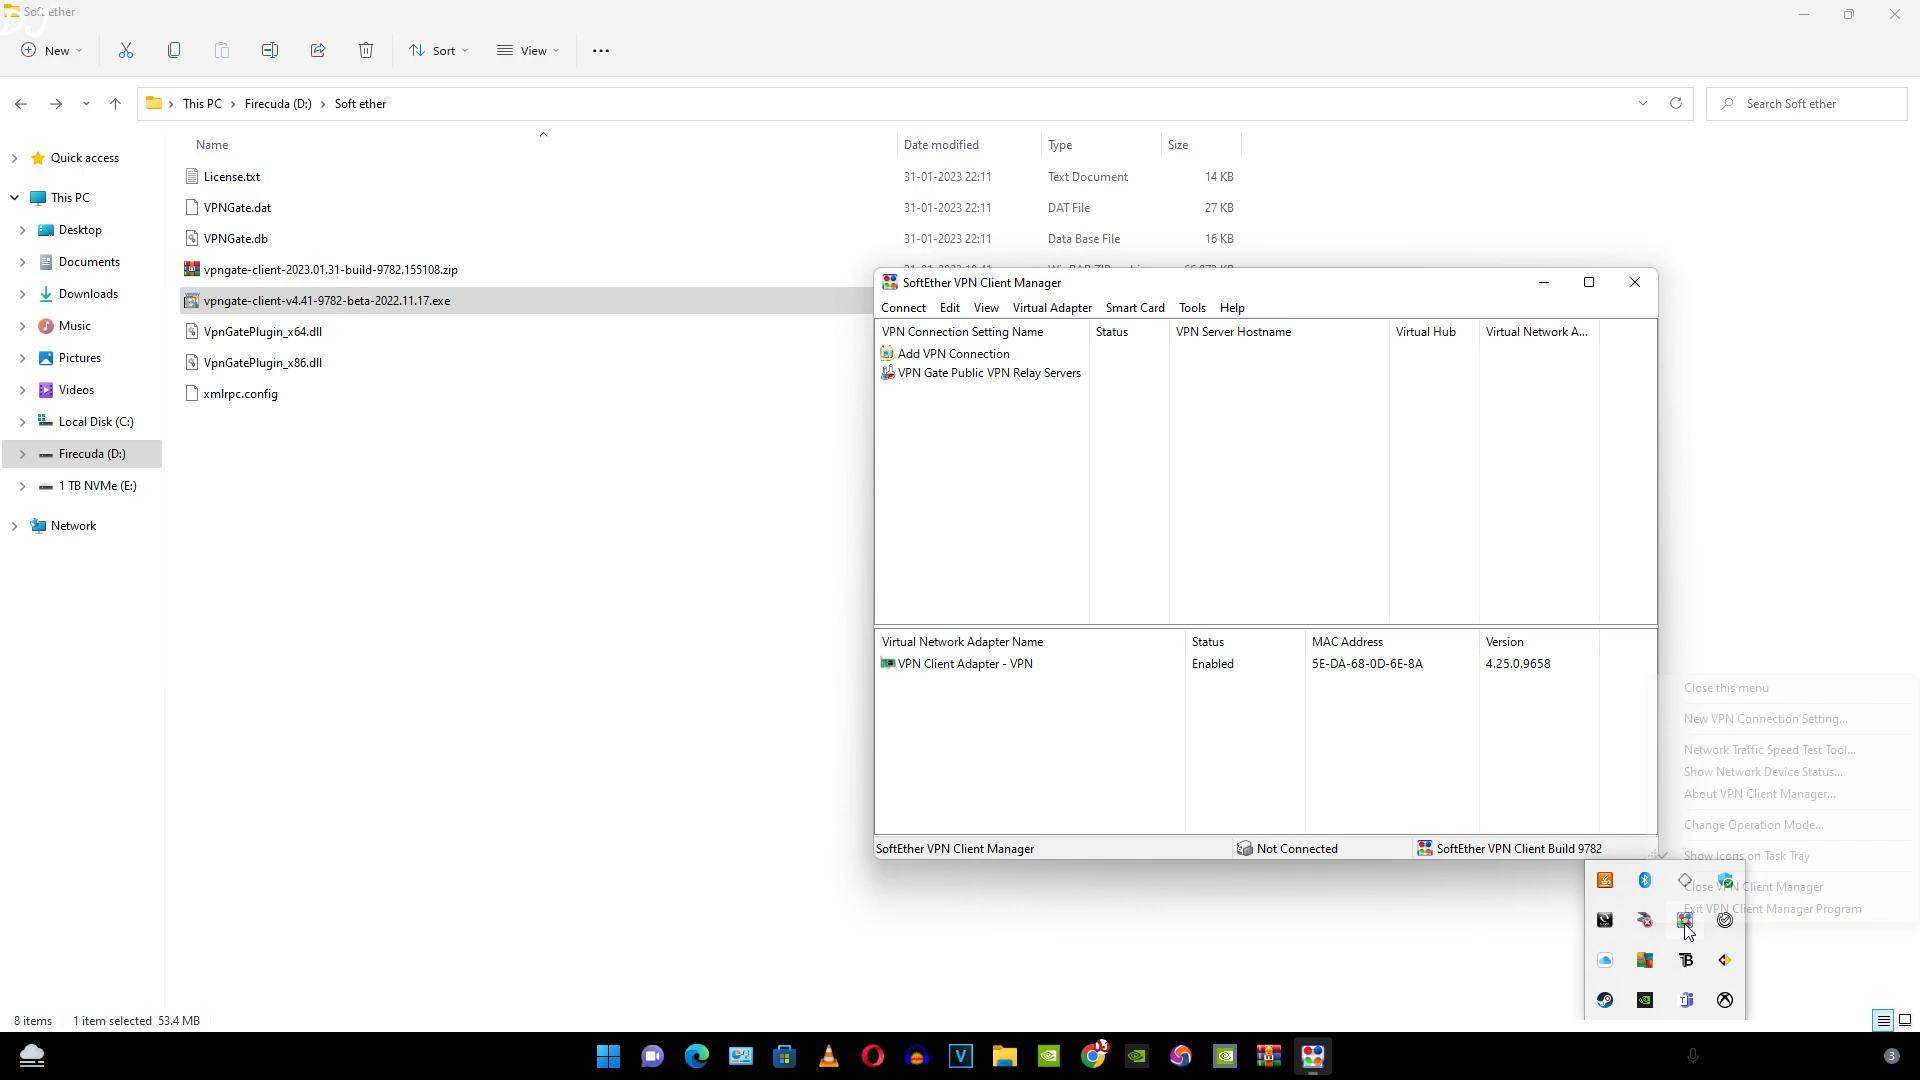 Soft ether
New
Sort
View
This PC > Firecuda (D:) > Soft ether
Search Soft ether
Name Date modified Type Size
Quick access
This PC
Desktop
Documents
Downloads
Music
Pictures
Videos
Local Disk (C:)
Firecuda (D:)
1 TB NVMe (E:)
Network
License.txt 31-01-2023 22:11 Text Document 14 KB
VPNGate.dat 31-01-2023 22:11 DAT File 27 KB
VPNGate.db 31-01-2023 22:11 Data Base File 16 KB
vpngate-client-2023.01.31-build-9782.155108.zip
vpngate-client-v4.41-9782-beta-2022.11.17.exe
VpnGatePlugin_x64.dll
VpnGatePlugin_x86.dll
xmlrpc.config
SoftEther VPN Client Manager
Connect Edit View Virtual Adapter Smart Card Tools Help
VPN Connection Setting Name Status VPN Server Hostname Virtual Hub Virtual Network A...
Add VPN Connection
VPN Gate Public VPN Relay Servers
Virtual Network Adapter Name Status MAC Address Version
VPN Client Adapter - VPN Enabled 5E-DA-68-0D-6E-8A 4.25.0.9658
SoftEther VPN Client Manager Not Connected SoftEther VPN Client Build 9782
Close this menu
New VPN Connection Setting...
Network Traffic Speed Test Tool...
Show Network Device Status...
About VPN Client Manager...
Change Operation Mode...
Show Icons on Task Tray
Close VPN Client Manager
Exit VPN Client Manager Program
8 items 1 item selected 53.4 MB
3